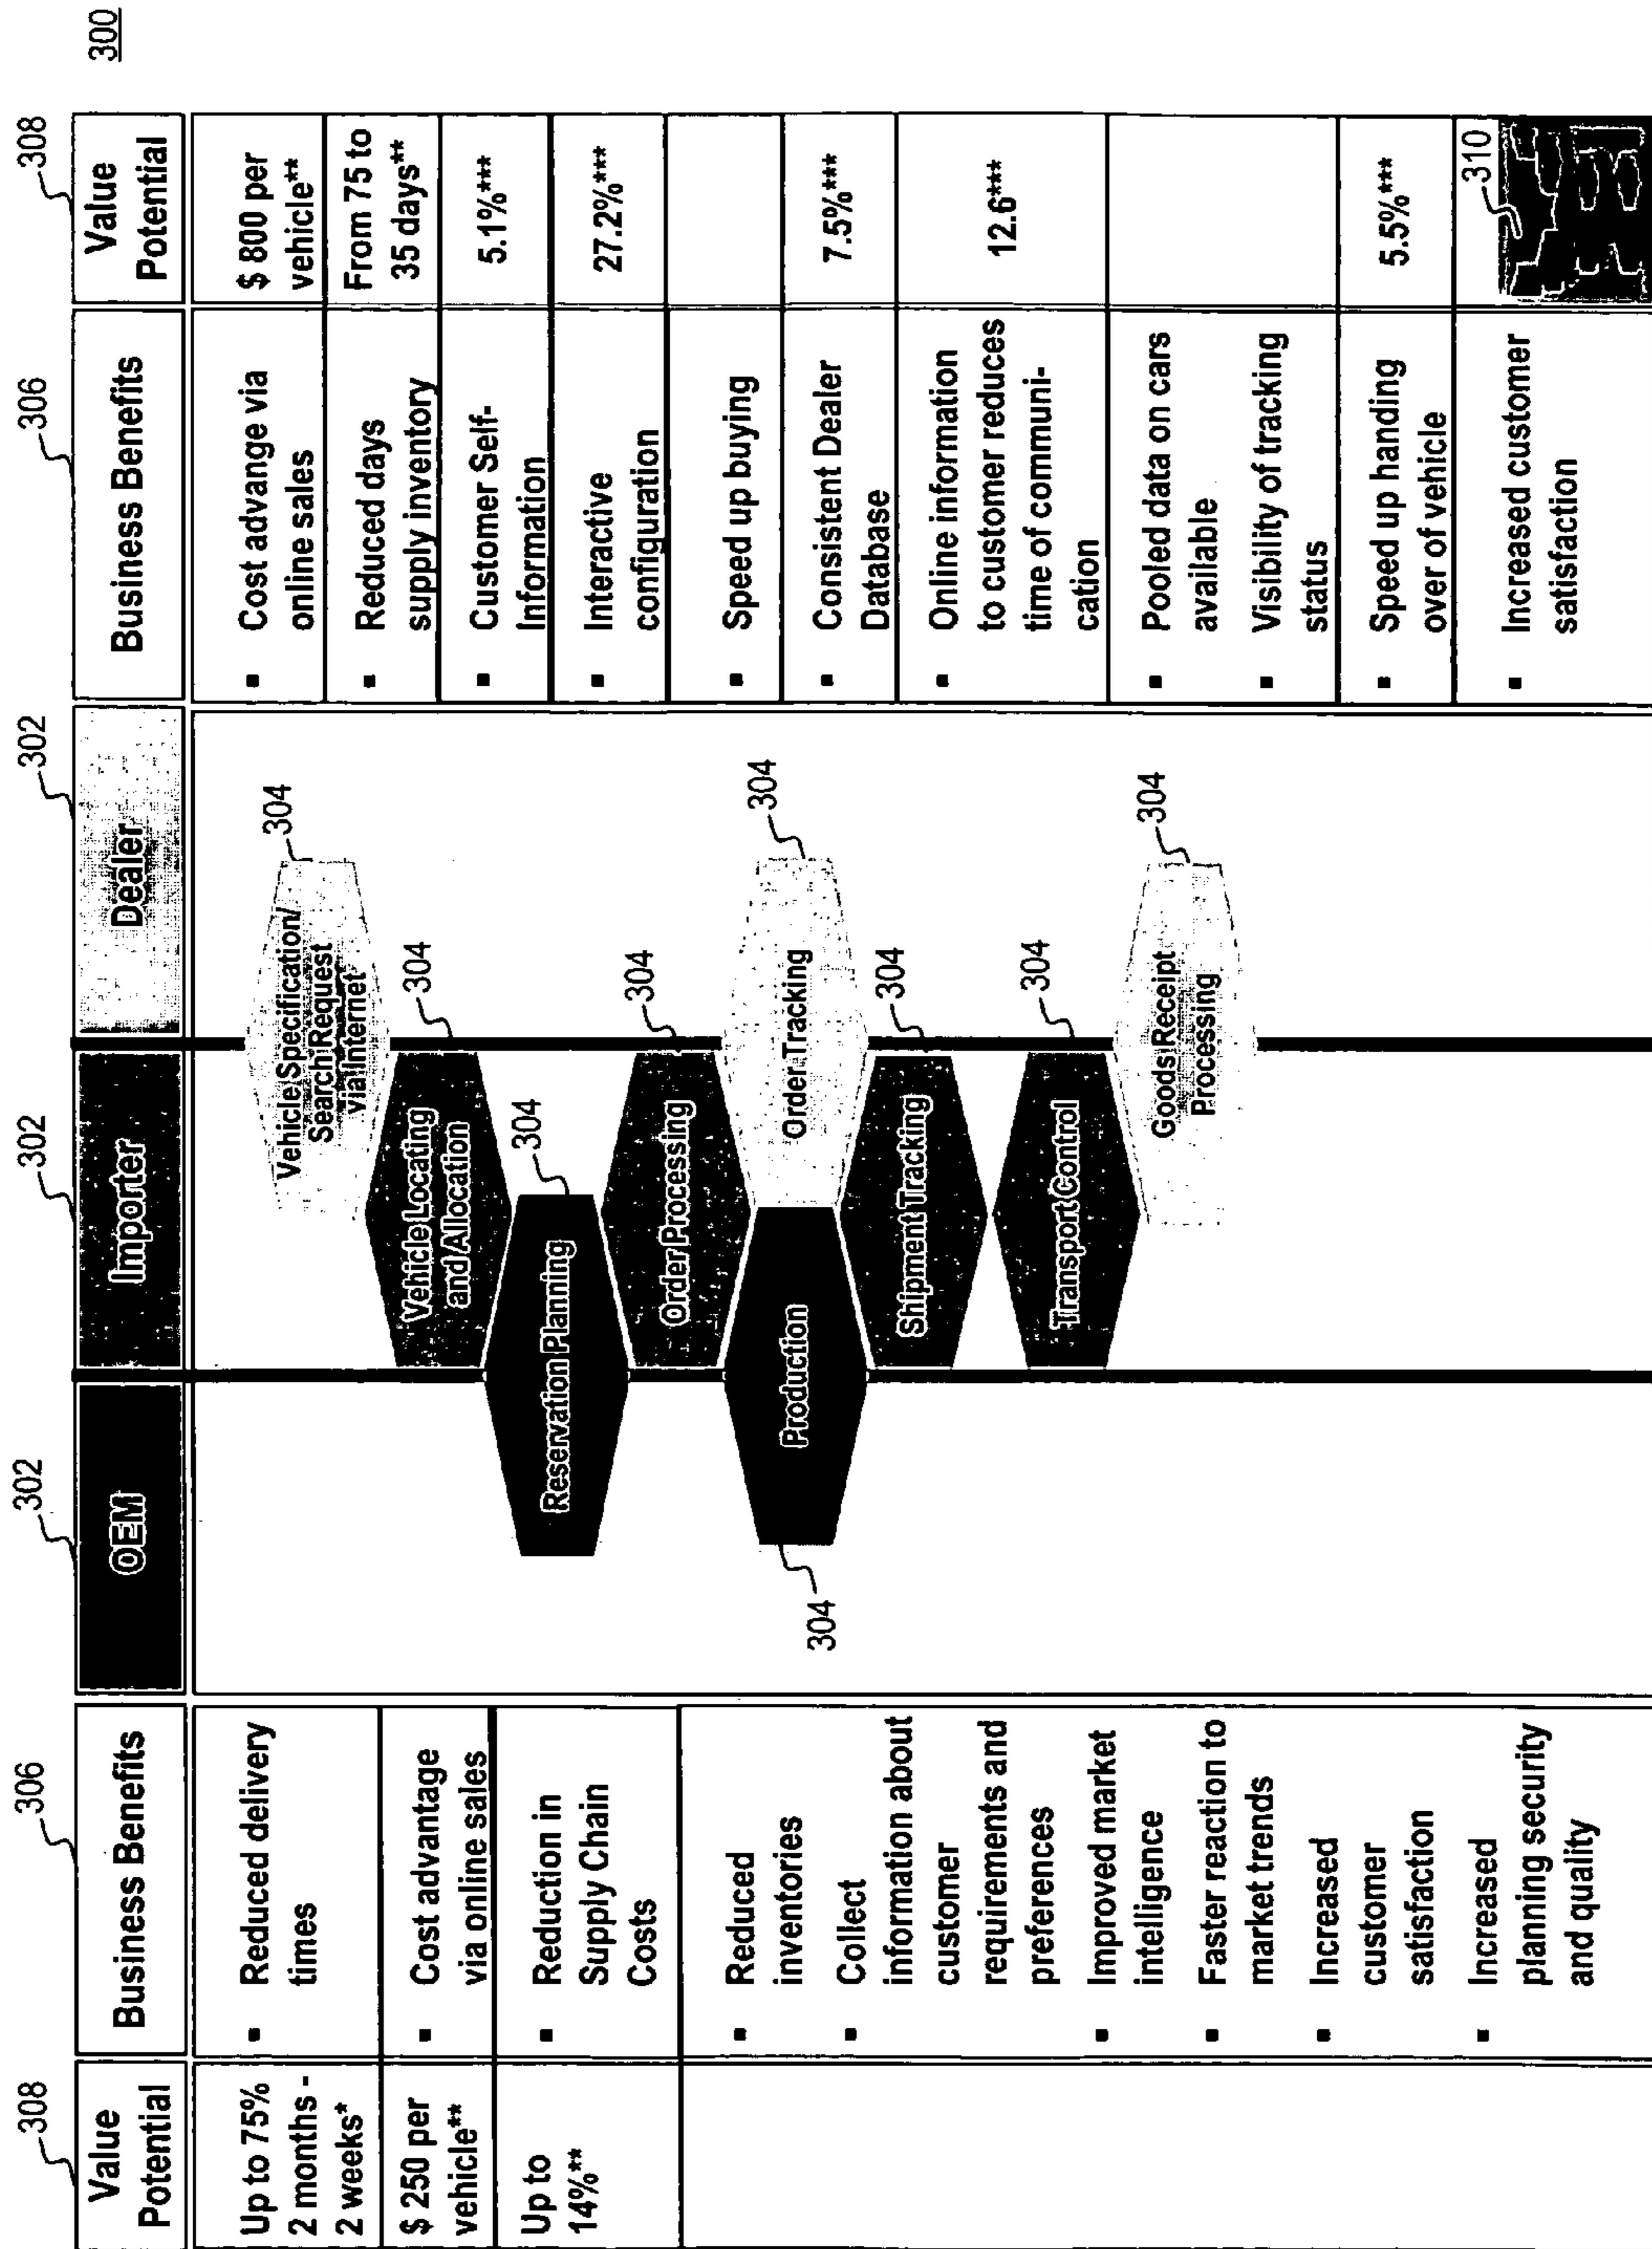 300
308
306
302
302
302
306
308
Value
Potential
Business Benefits
OEM
Importer
Dealer
Business Benefits
Value
Potential
Up to 75%
2 months -
2 weeks*
▪ Reduced delivery
times
$ 250 per
vehicle**
▪ Cost advantage
via online sales
Up to
14%**
▪ Reduction in
Supply Chain
Costs
▪ Reduced
inventories
▪ Collect
information about
customer
requirements and
preferences
▪ Improved market
intelligence
▪ Faster reaction to
market trends
▪ Increased
customer
satisfaction
▪ Increased
planning security
and quality
Vehicle Specification/
Search Request
via Internet
304
Vehicle Locating
and Allocation
304
Reservation Planning
304
Order Processing
304
Production
304
Order Tracking
304
Shipment Tracking
304
Transport Control
304
Goods Receipt
Processing
304
▪ Cost advange via
online sales
$ 800 per
vehicle**
▪ Reduced days
supply inventory
From 75 to
35 days**
▪ Customer Self-
Information
5.1%***
▪ Interactive
configuration
27.2%***
▪ Speed up buying
▪ Consistent Dealer
Database
7.5%***
▪ Online information
to customer reduces
time of communi-
cation
12.6***
▪ Pooled data on cars
available
▪ Visibility of tracking
status
▪ Speed up handing
over of vehicle
5.5%***
▪ Increased customer
satisfaction
310